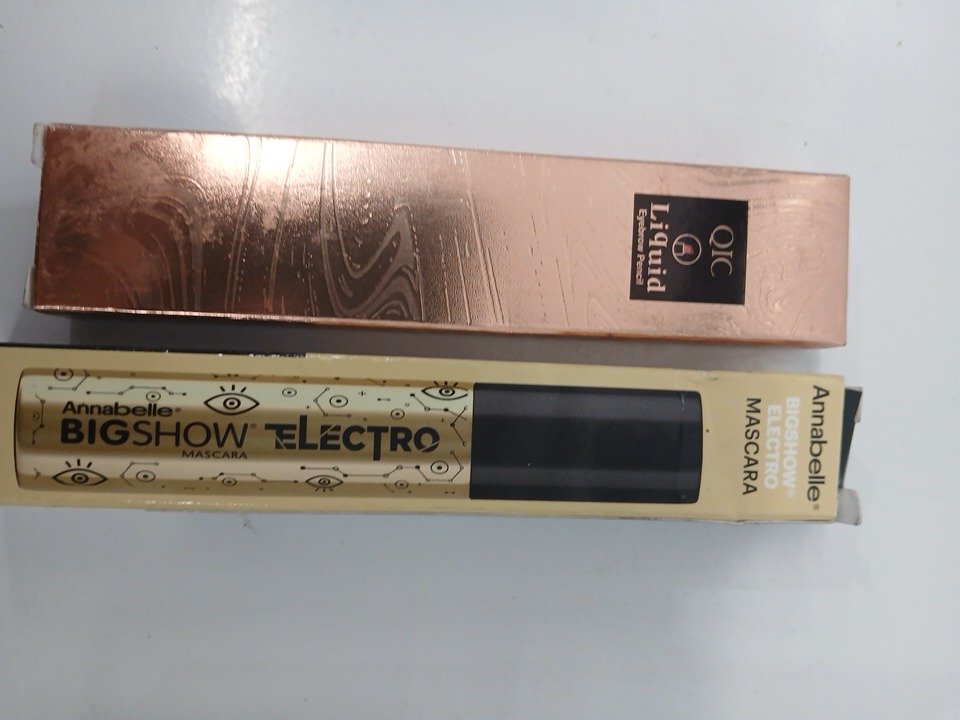 QIC
Liquid
Eyebrow Pencil
Annabelle®
BIGSHOW® ELECTRO
MASCARA
Annabelle®
BIGSHOW®
ELECTRO
MASCARA